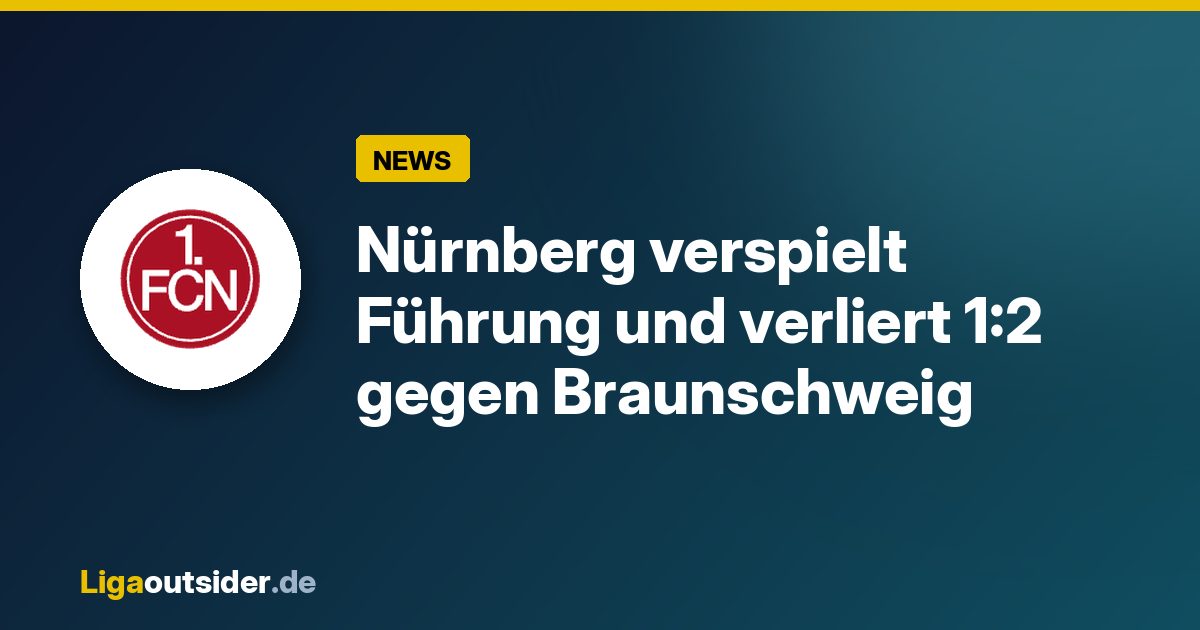 NEWS
1.
FCN
Nürnberg verspielt
Führung und verliert 1:2
gegen Braunschweig
Ligaoutsider.de